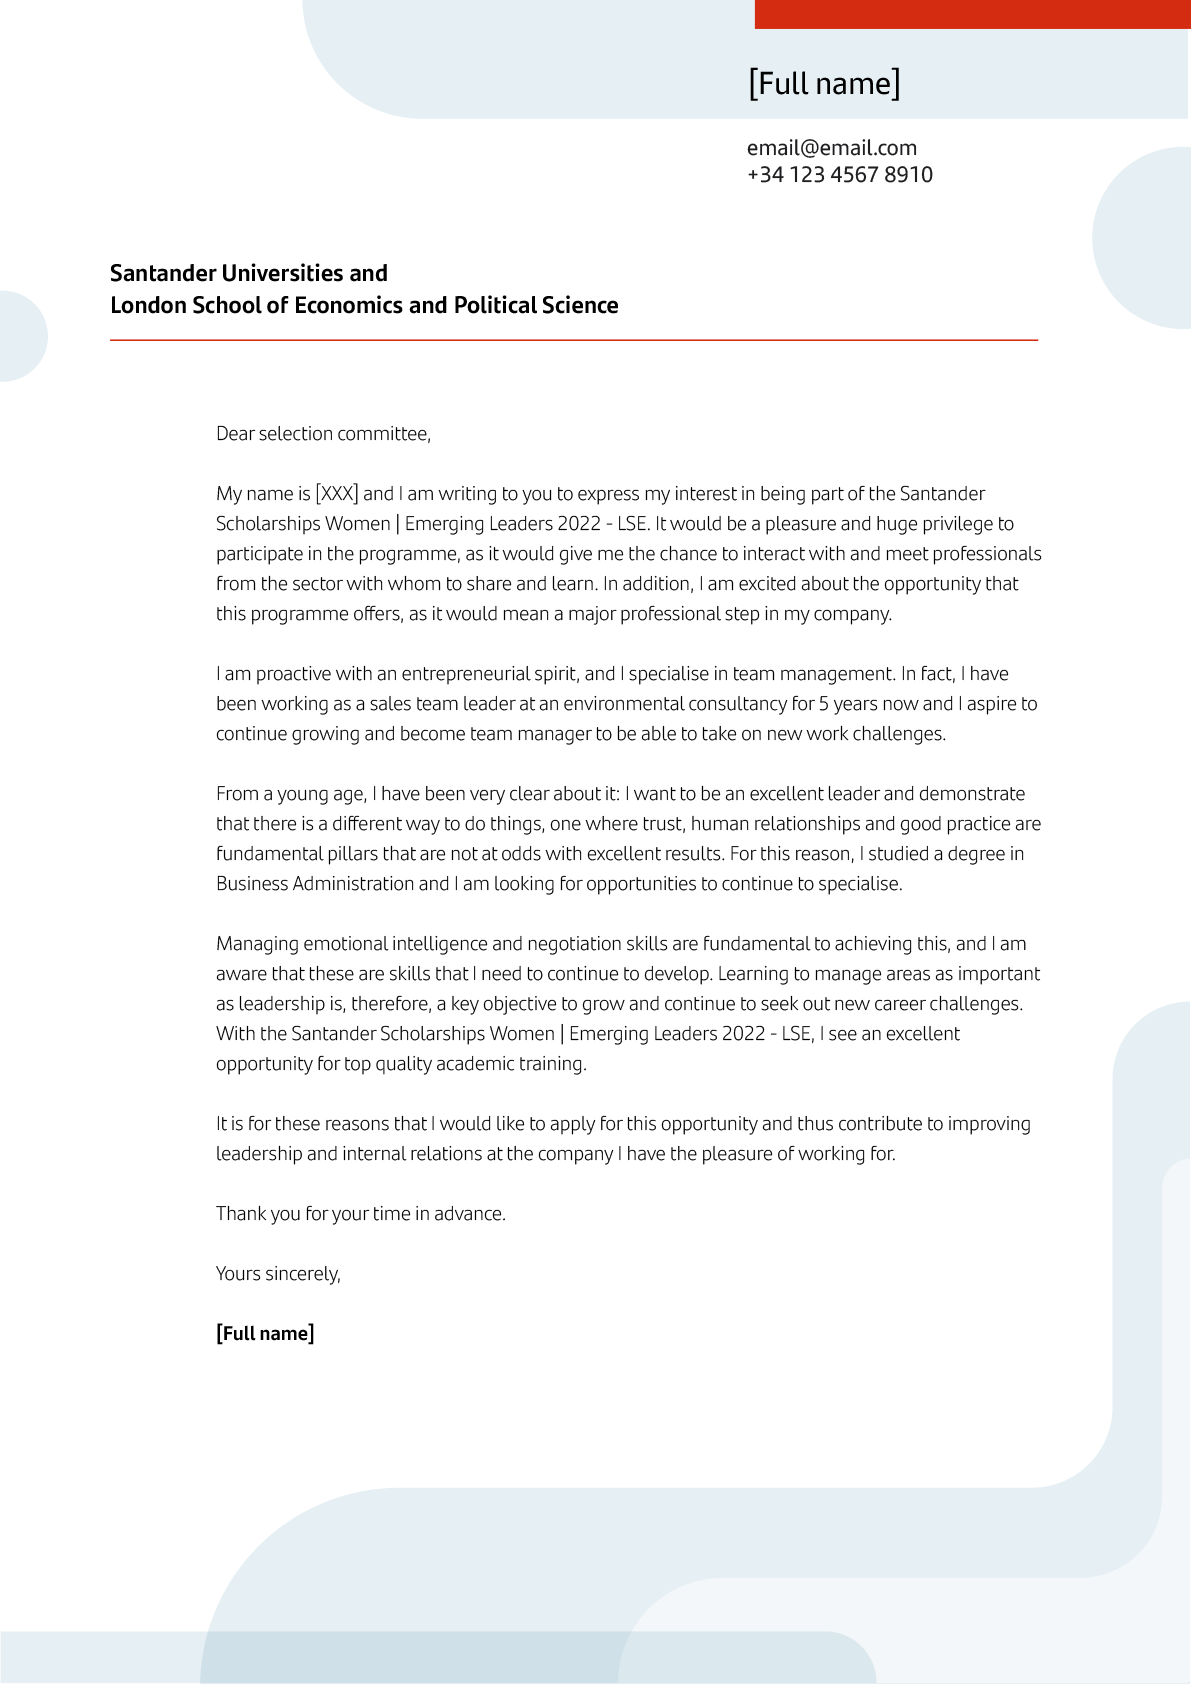 [Full name]
email@email.com
+34 123 4567 8910
Santander Universities and
London School of Economics and Political Science
Dear selection committee,
My name is [XXX] and I am writing to you to express my interest in being part of the Santander
Scholarships Women | Emerging Leaders 2022 - LSE. It would be a pleasure and huge privilege to
participate in the programme, as it would give me the chance to interact with and meet professionals
from the sector with whom to share and learn. In addition, I am excited about the opportunity that
this programme offers, as it would mean a major professional step in my company.
I am proactive with an entrepreneurial spirit, and I specialise in team management. In fact, I have
been working as a sales team leader at an environmental consultancy for 5 years now and I aspire to
continue growing and become team manager to be able to take on new work challenges.
From a young age, I have been very clear about it: I want to be an excellent leader and demonstrate
that there is a different way to do things, one where trust, human relationships and good practice are
fundamental pillars that are not at odds with excellent results. For this reason, I studied a degree in
Business Administration and I am looking for opportunities to continue to specialise.
Managing emotional intelligence and negotiation skills are fundamental to achieving this, and I am
aware that these are skills that I need to continue to develop. Learning to manage areas as important
as leadership is, therefore, a key objective to grow and continue to seek out new career challenges.
With the Santander Scholarships Women | Emerging Leaders 2022 - LSE, I see an excellent
opportunity for top quality academic training.
It is for these reasons that I would like to apply for this opportunity and thus contribute to improving
leadership and internal relations at the company I have the pleasure of working for.
Thank you for your time in advance.
Yours sincerely,
[Full name]